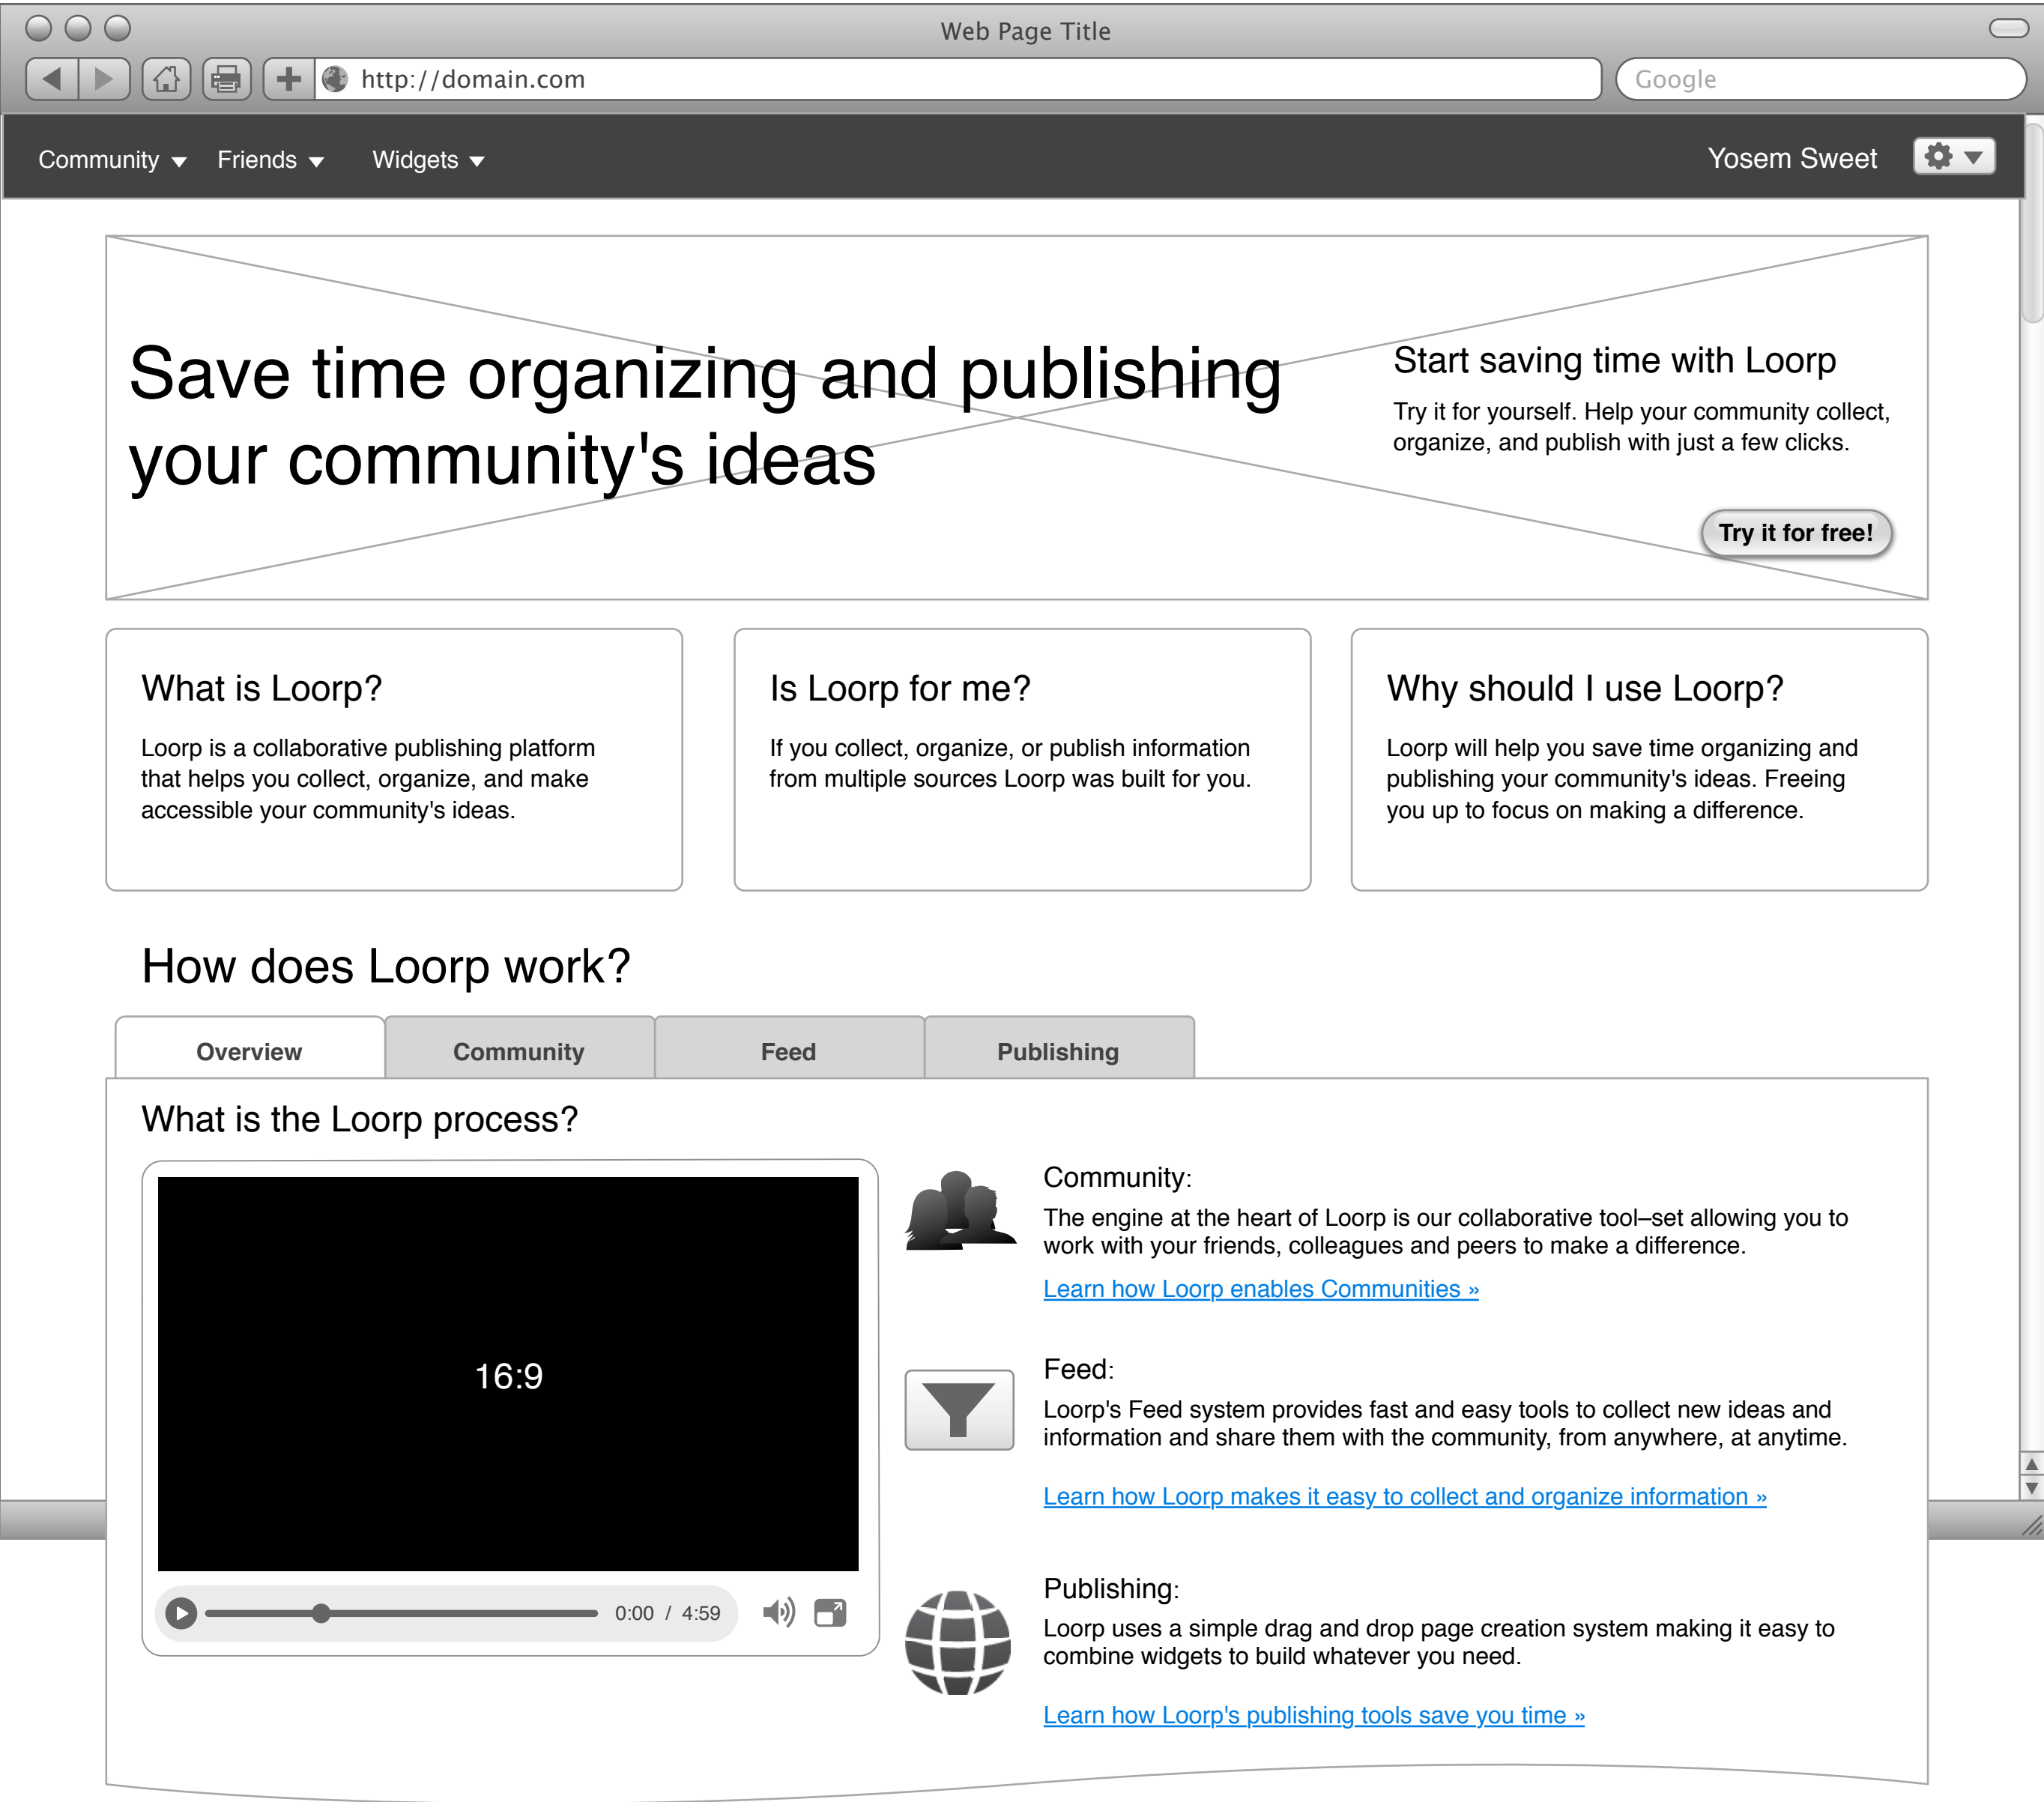 Web Page Title
http://domain.com
Google
Community
Friends
Widgets
Yosem Sweet
Save time organizing and publishing
your community's ideas
Start saving time with Loorp
Try it for yourself. Help your community collect,
organize, and publish with just a few clicks.
Try it for free!
What is Loorp?
Loorp is a collaborative publishing platform
that helps you collect, organize, and make
accessible your community's ideas.
Is Loorp for me?
If you collect, organize, or publish information
from multiple sources Loorp was built for you.
Why should I use Loorp?
Loorp will help you save time organizing and
publishing your community's ideas. Freeing
you up to focus on making a difference.
How does Loorp work?
Overview
Community
Feed
Publishing
What is the Loorp process?
16:9
0:00 / 4:59
Community:
The engine at the heart of Loorp is our collaborative tool–set allowing you to
work with your friends, colleagues and peers to make a difference.
Learn how Loorp enables Communities »
Feed:
Loorp's Feed system provides fast and easy tools to collect new ideas and
information and share them with the community, from anywhere, at anytime.
Learn how Loorp makes it easy to collect and organize information »
Publishing:
Loorp uses a simple drag and drop page creation system making it easy to
combine widgets to build whatever you need.
Learn how Loorp's publishing tools save you time »